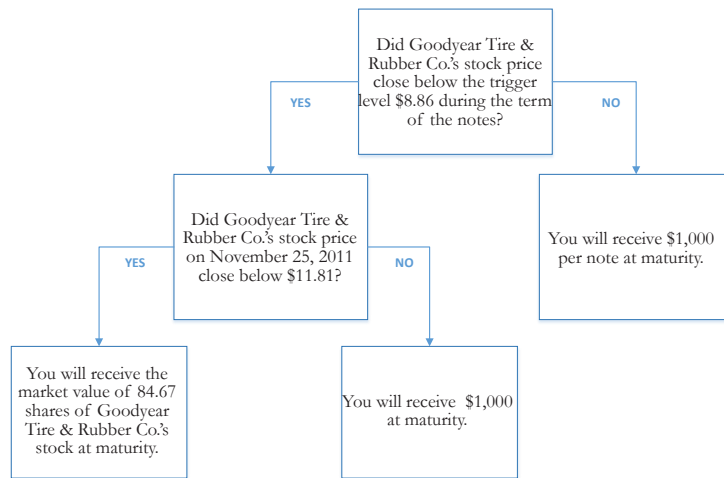 Did Goodyear Tire &
Rubber Co.'s stock price
close below the trigger
level $8.86 during the term
of the notes?
YES
NO
Did Goodyear Tire &
Rubber Co.'s stock price
on November 25, 2011
close below $11.81?
You will receive $1,000
per note at maturity.
YES
NO
You will receive the
market value of 84.67
shares of Goodyear
Tire & Rubber Co.'s
stock at maturity.
You will receive $1,000
at maturity.